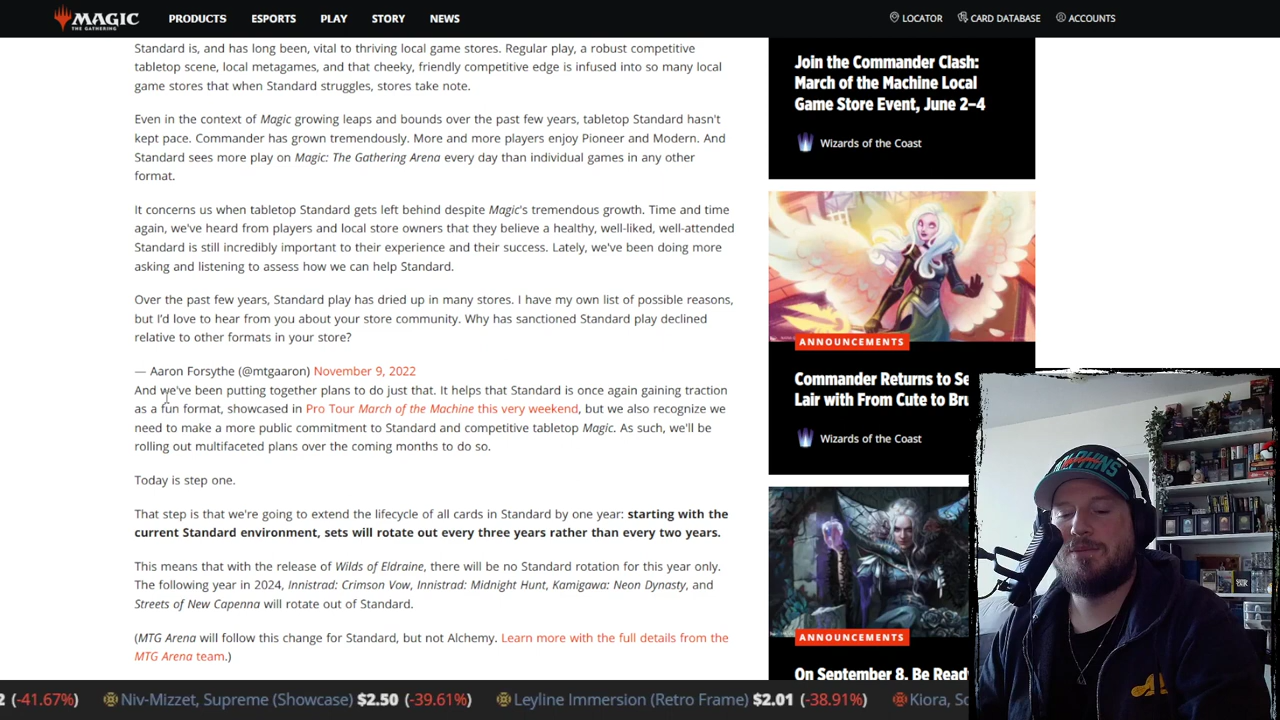 MAGIC
THE GATHERING
PRODUCTS ESPORTS PLAY STORY NEWS
LOCATOR CARD DATABASE ACCOUNTS
Standard is, and has long been, vital to thriving local game stores. Regular play, a robust competitive
tabletop scene, local metagames, and that cheeky, friendly competitive edge is infused into so many local
game stores that when Standard struggles, stores take note.
Even in the context of Magic growing leaps and bounds over the past few years, tabletop Standard hasn't
kept pace. Commander has grown tremendously. More and more players enjoy Pioneer and Modern. And
Standard sees more play on Magic: The Gathering Arena every day than individual games in any other
format.
It concerns us when tabletop Standard gets left behind despite Magic's tremendous growth. Time and time
again, we've heard from players and local store owners that they believe a healthy, well-liked, well-attended
Standard is still incredibly important to their experience and their success. Lately, we've been doing more
asking and listening to assess how we can help Standard.
Over the past few years, Standard play has dried up in many stores. I have my own list of possible reasons,
but I'd love to hear from you about your store community. Why has sanctioned Standard play declined
relative to other formats in your store?
— Aaron Forsythe (@mtgaaron) November 9, 2022
And we've been putting together plans to do just that. It helps that Standard is once again gaining traction
as a fun format, showcased in Pro Tour March of the Machine this very weekend, but we also recognize we
need to make a more public commitment to Standard and competitive tabletop Magic. As such, we'll be
rolling out multifaceted plans over the coming months to do so.
Today is step one.
That step is that we're going to extend the lifecycle of all cards in Standard by one year: starting with the
current Standard environment, sets will rotate out every three years rather than every two years.
This means that with the release of Wilds of Eldraine, there will be no Standard rotation for this year only.
The following year in 2024, Innistrad: Crimson Vow, Innistrad: Midnight Hunt, Kamigawa: Neon Dynasty, and
Streets of New Capenna will rotate out of Standard.
(MTG Arena will follow this change for Standard, but not Alchemy. Learn more with the full details from the
MTG Arena team.)
Join the Commander Clash:
March of the Machine Local
Game Store Event, June 2–4
Wizards of the Coast
ANNOUNCEMENTS
Commander Returns to Se
Lair with From Cute to Bru
Wizards of the Coast
ANNOUNCEMENTS
On September 8, Be Ready
DOLPHINS
2 (-41.67%) Niv-Mizzet, Supreme (Showcase) $2.50 (-39.61%) Leyline Immersion (Retro Frame) $2.01 (-38.91%) Kiora, So